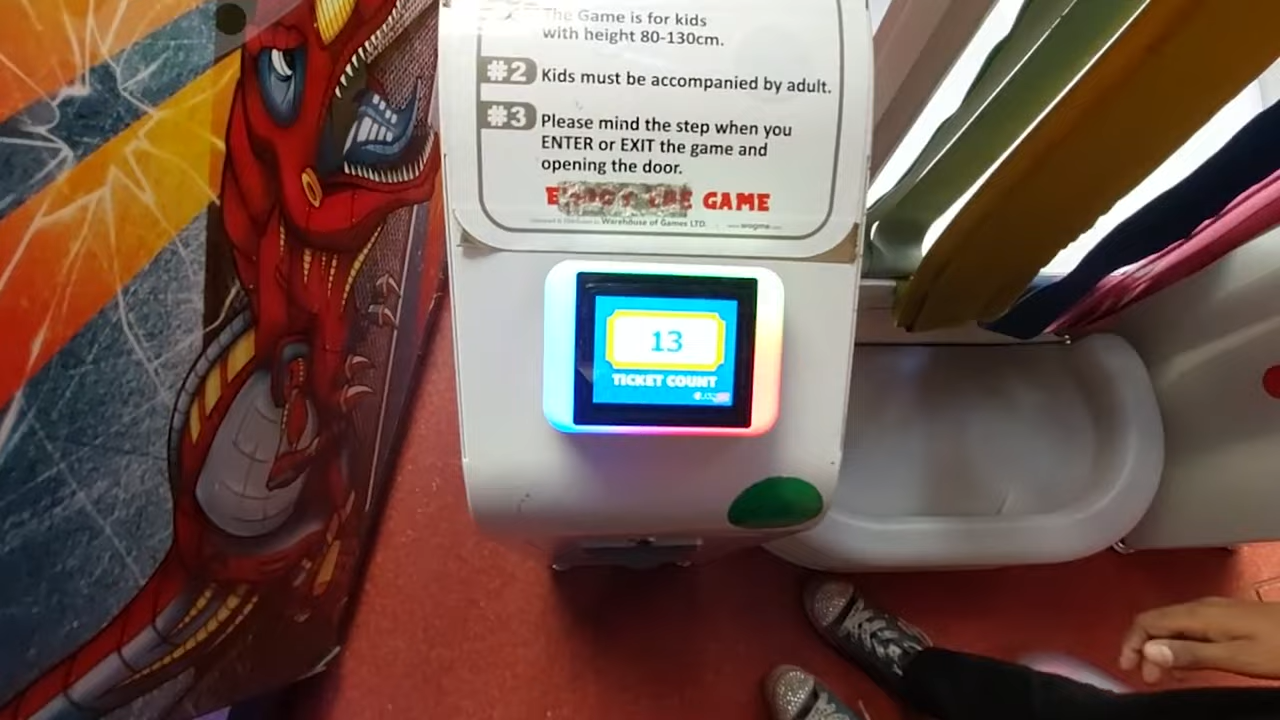 The Game is for kids
with height 80-130cm.
#2 Kids must be accompanied by adult.
#3 Please mind the step when you
ENTER or EXIT the game and
opening the door.
GAME
Warehouse of Games LTD.
13
TICKET COUNT